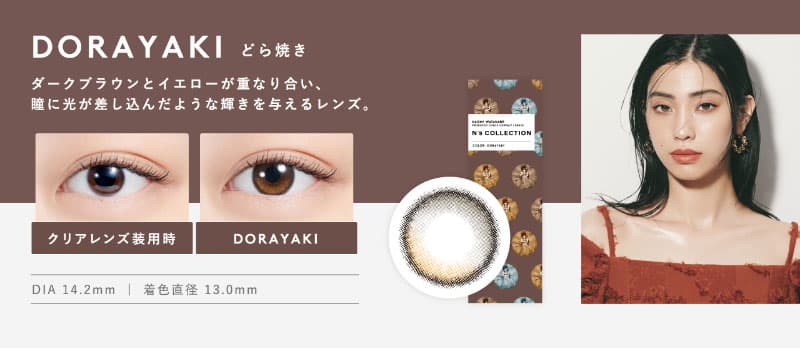 DORAYAKI どら焼き
ダークブラウンとイエローが重なり合い、
瞳に光が差し込んだような輝きを与えるレンズ。
N's COLLECTION
クリアレンズ装用時
DORAYAKI
DIA 14.2mm | 着色直径 13.0mm